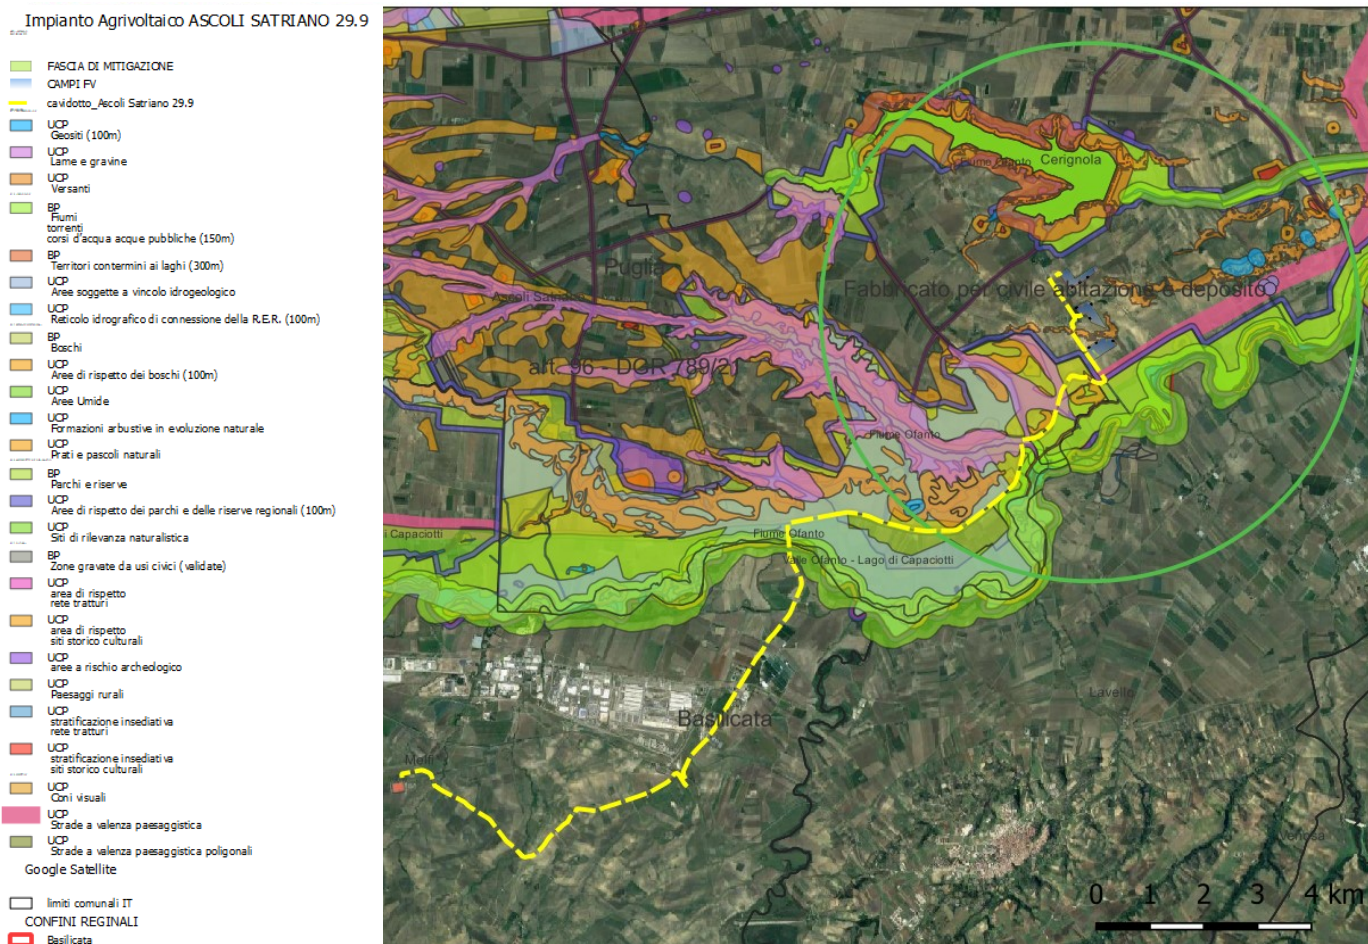 Impianto Agrivoltaico ASCOLI SATRIANO 29.9
FASCIA DI MITIGAZIONE
CAMPI FV
cavidotto_Ascoli Satriano 29.9
UCP
Geositi (100m)
UCP
Lame e gravine
UCP
Versanti
BP
Fiumi
torrenti
corsi d'acqua acque pubbliche (150m)
BP
Territori contermini ai laghi (300m)
UCP
Aree soggette a vincolo idrogeologico
UCP
Reticolo idrografico di connessione della R.E.R. (100m)
BP
Boschi
UCP
Aree di rispetto dei boschi (100m)
UCP
Aree Umide
UCP
Formazioni arbustive in evoluzione naturale
UCP
Prati e pascoli naturali
BP
Parchi e riserve
UCP
Aree di rispetto dei parchi e delle riserve regionali (100m)
UCP
Siti di rilevanza naturalistica
BP
Zone gravate da usi civici (validate)
UCP
area di rispetto
rete tratturi
UCP
area di rispetto
siti storico culturali
UCP
aree a rischio archeologico
UCP
Paesaggi rurali
UCP
stratificazione insediativa
rete tratturi
UCP
stratificazione insediativa
siti storico culturali
UCP
Coni visuali
UCP
Strade a valenza paesaggistica
UCP
Strade a valenza paesaggistica poligonali
Google Satellite
limiti comunali IT
CONFINI REGINALI
Basilicata
Fiume Ofanto
Cerignola
Puglia
Ascoli Satriano
Fabbricato per civile abitazione e deposito
art. 96 - DGR 789/21
Fiume Ofanto
i Capaciotti
Fiume Ofanto
Valle Ofanto - Lago di Capaciotti
Lavello
Basilicata
Melfi
Venosa
0 1 2 3 4 km